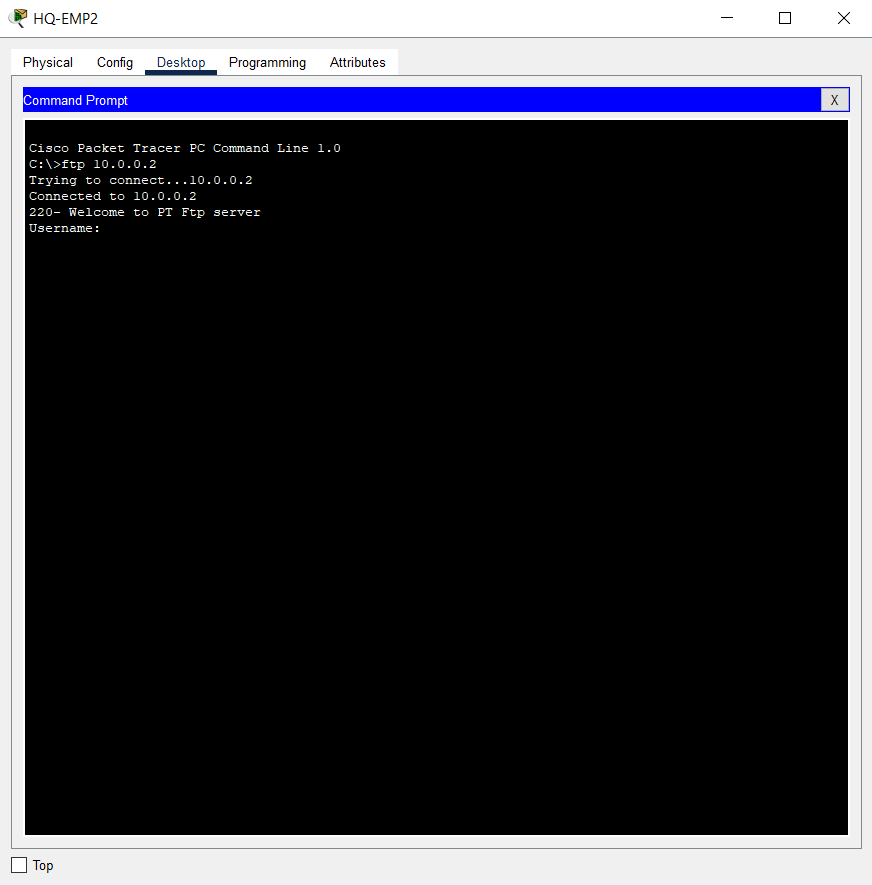 HQ-EMP2
Physical Config Desktop Programming Attributes
Command Prompt X
Cisco Packet Tracer PC Command Line 1.0
C:\>ftp 10.0.0.2
Trying to connect...10.0.0.2
Connected to 10.0.0.2
220- Welcome to PT Ftp server
Username:
Top